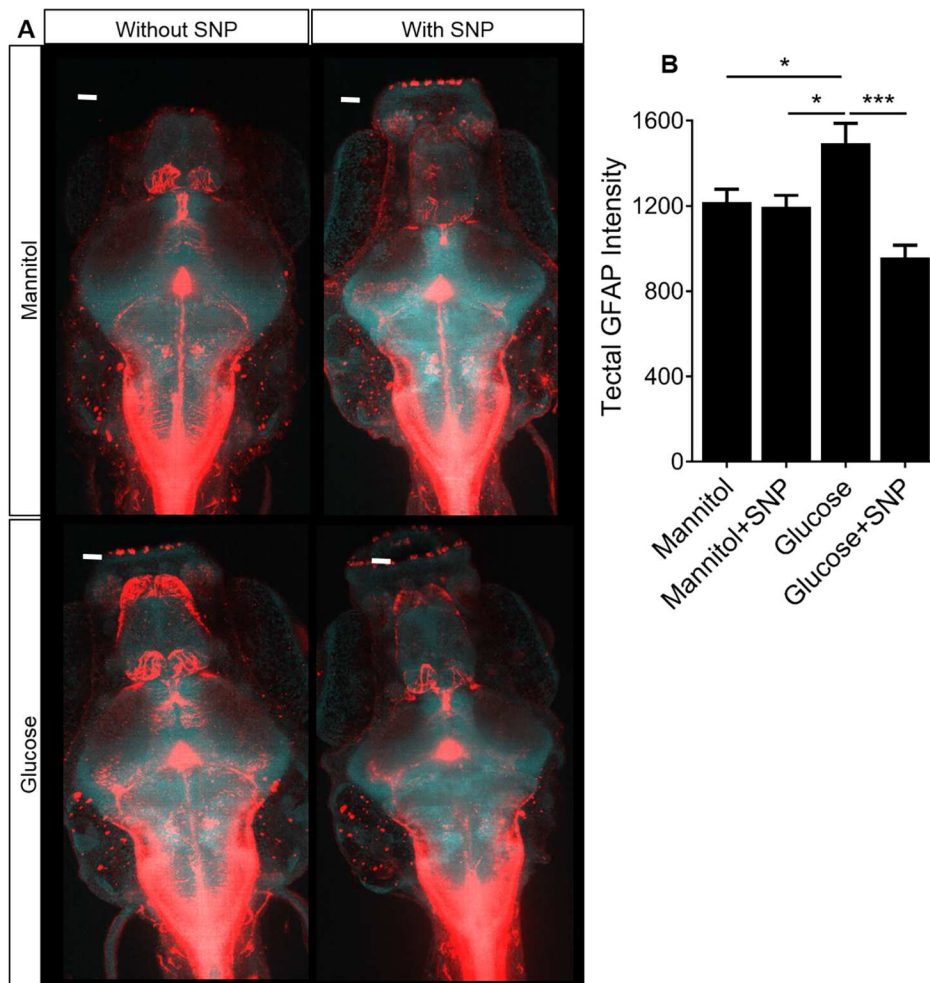 A
Without SNP
With SNP
Mannitol
Glucose
B
*
*
***
Tectal GFAP Intensity
1600
1200
800
400
0
Mannitol
Mannitol+SNP
Glucose
Glucose+SNP